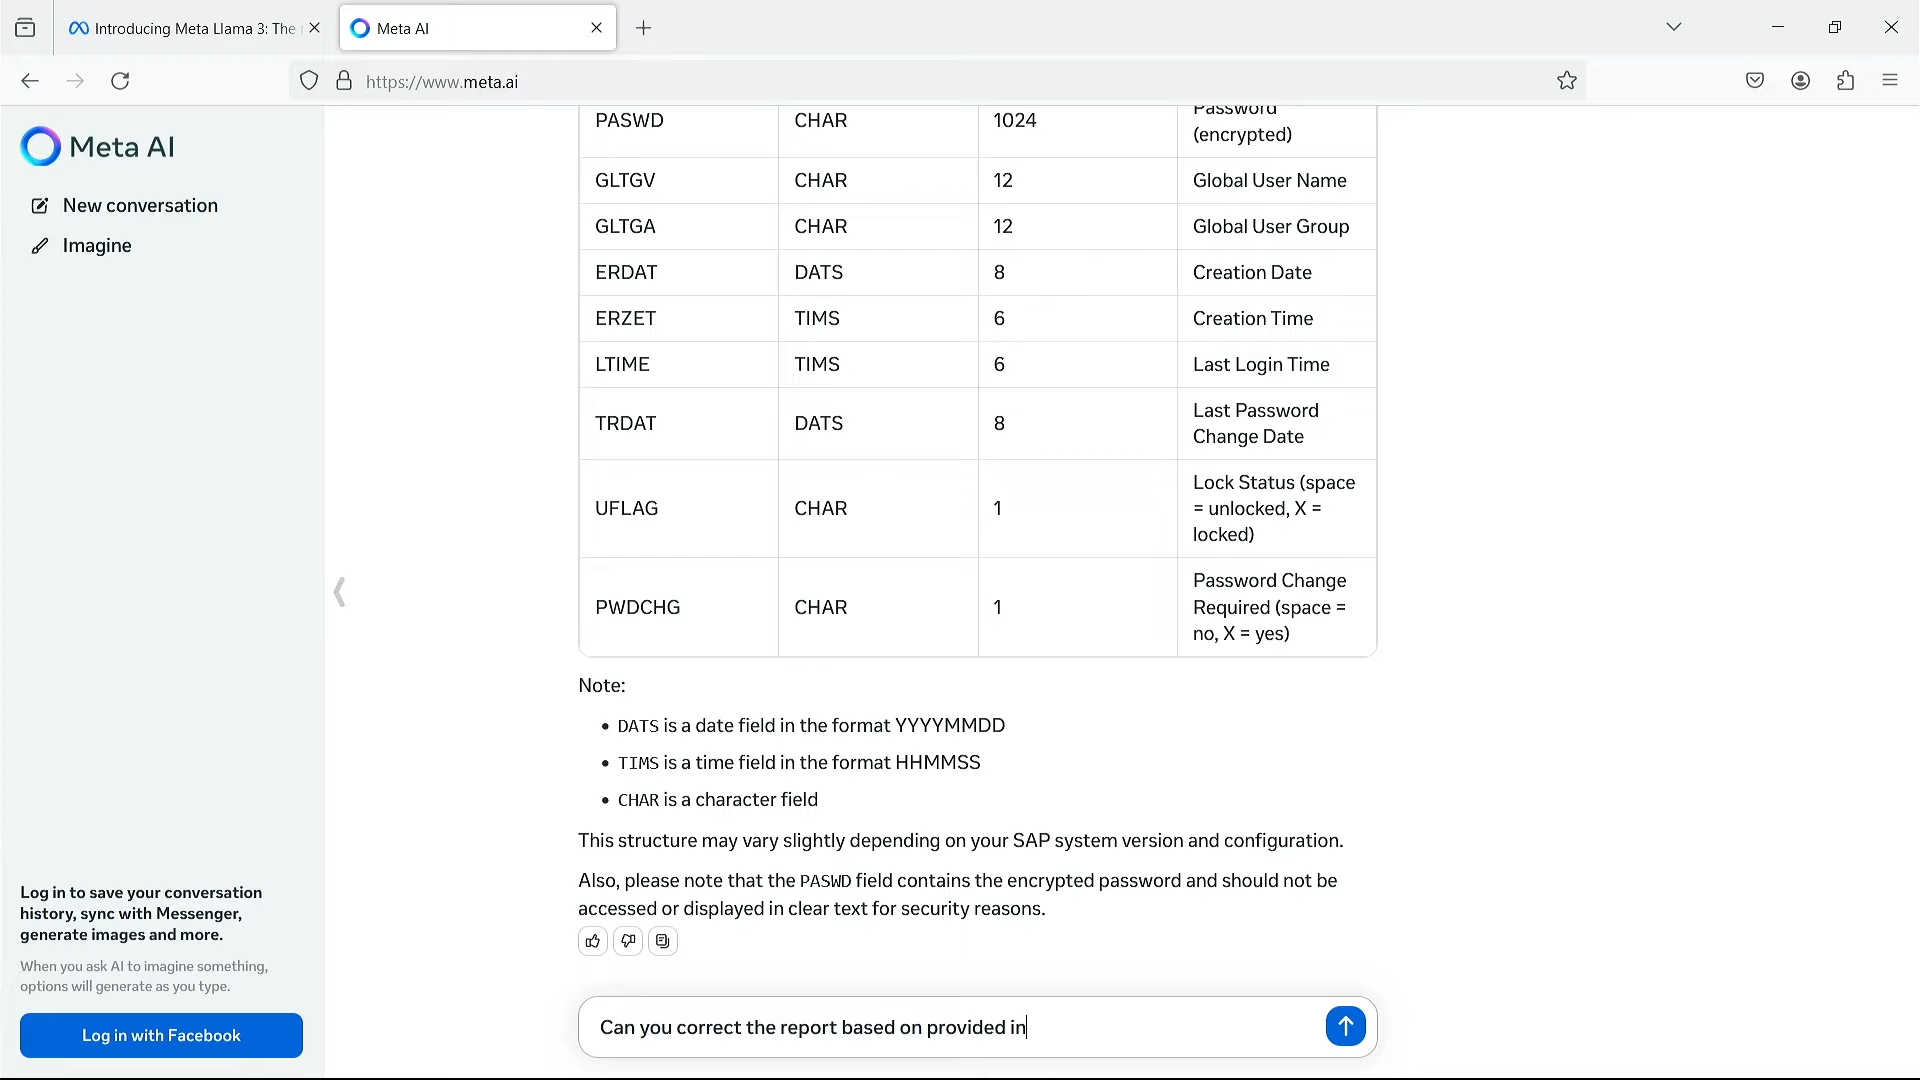 Introducing Meta Llama 3: The
Meta AI
https://www.meta.ai
Meta AI
New conversation
Imagine
PASWD CHAR 1024 Password
(encrypted)
GLTGV CHAR 12 Global User Name
GLTGA CHAR 12 Global User Group
ERDAT DATS 8 Creation Date
ERZET TIMS 6 Creation Time
LTIME TIMS 6 Last Login Time
TRDAT DATS 8 Last Password
Change Date
UFLAG CHAR 1 Lock Status (space
= unlocked, X =
locked)
PWDCHG CHAR 1 Password Change
Required (space =
no, X = yes)
Note:
• DATS is a date field in the format YYYYMMDD
• TIMS is a time field in the format HHMMSS
• CHAR is a character field
This structure may vary slightly depending on your SAP system version and configuration.
Also, please note that the PASWD field contains the encrypted password and should not be
accessed or displayed in clear text for security reasons.
Can you correct the report based on provided in
Log in to save your conversation
history, sync with Messenger,
generate images and more.
When you ask AI to imagine something,
options will generate as you type.
Log in with Facebook